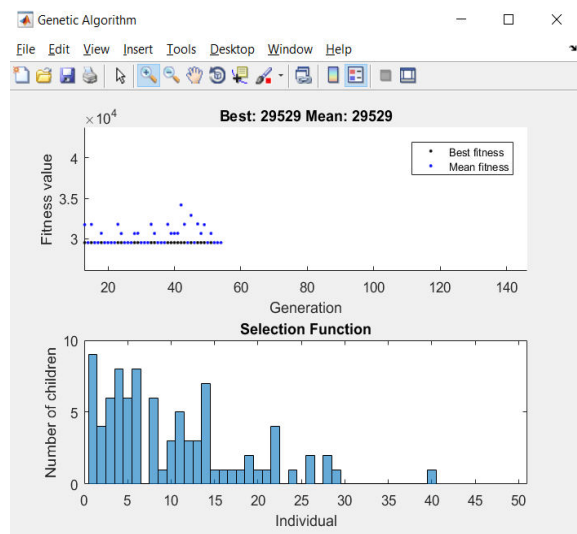 Genetic Algorithm
File Edit View Insert Tools Desktop Window Help
×10^4
Best: 29529 Mean: 29529
4
3.5
3
Fitness value
Best fitness
Mean fitness
20 40 60 80 100 120 140
Generation
Selection Function
10
5
0
Number of children
0 5 10 15 20 25 30 35 40 45 50
Individual